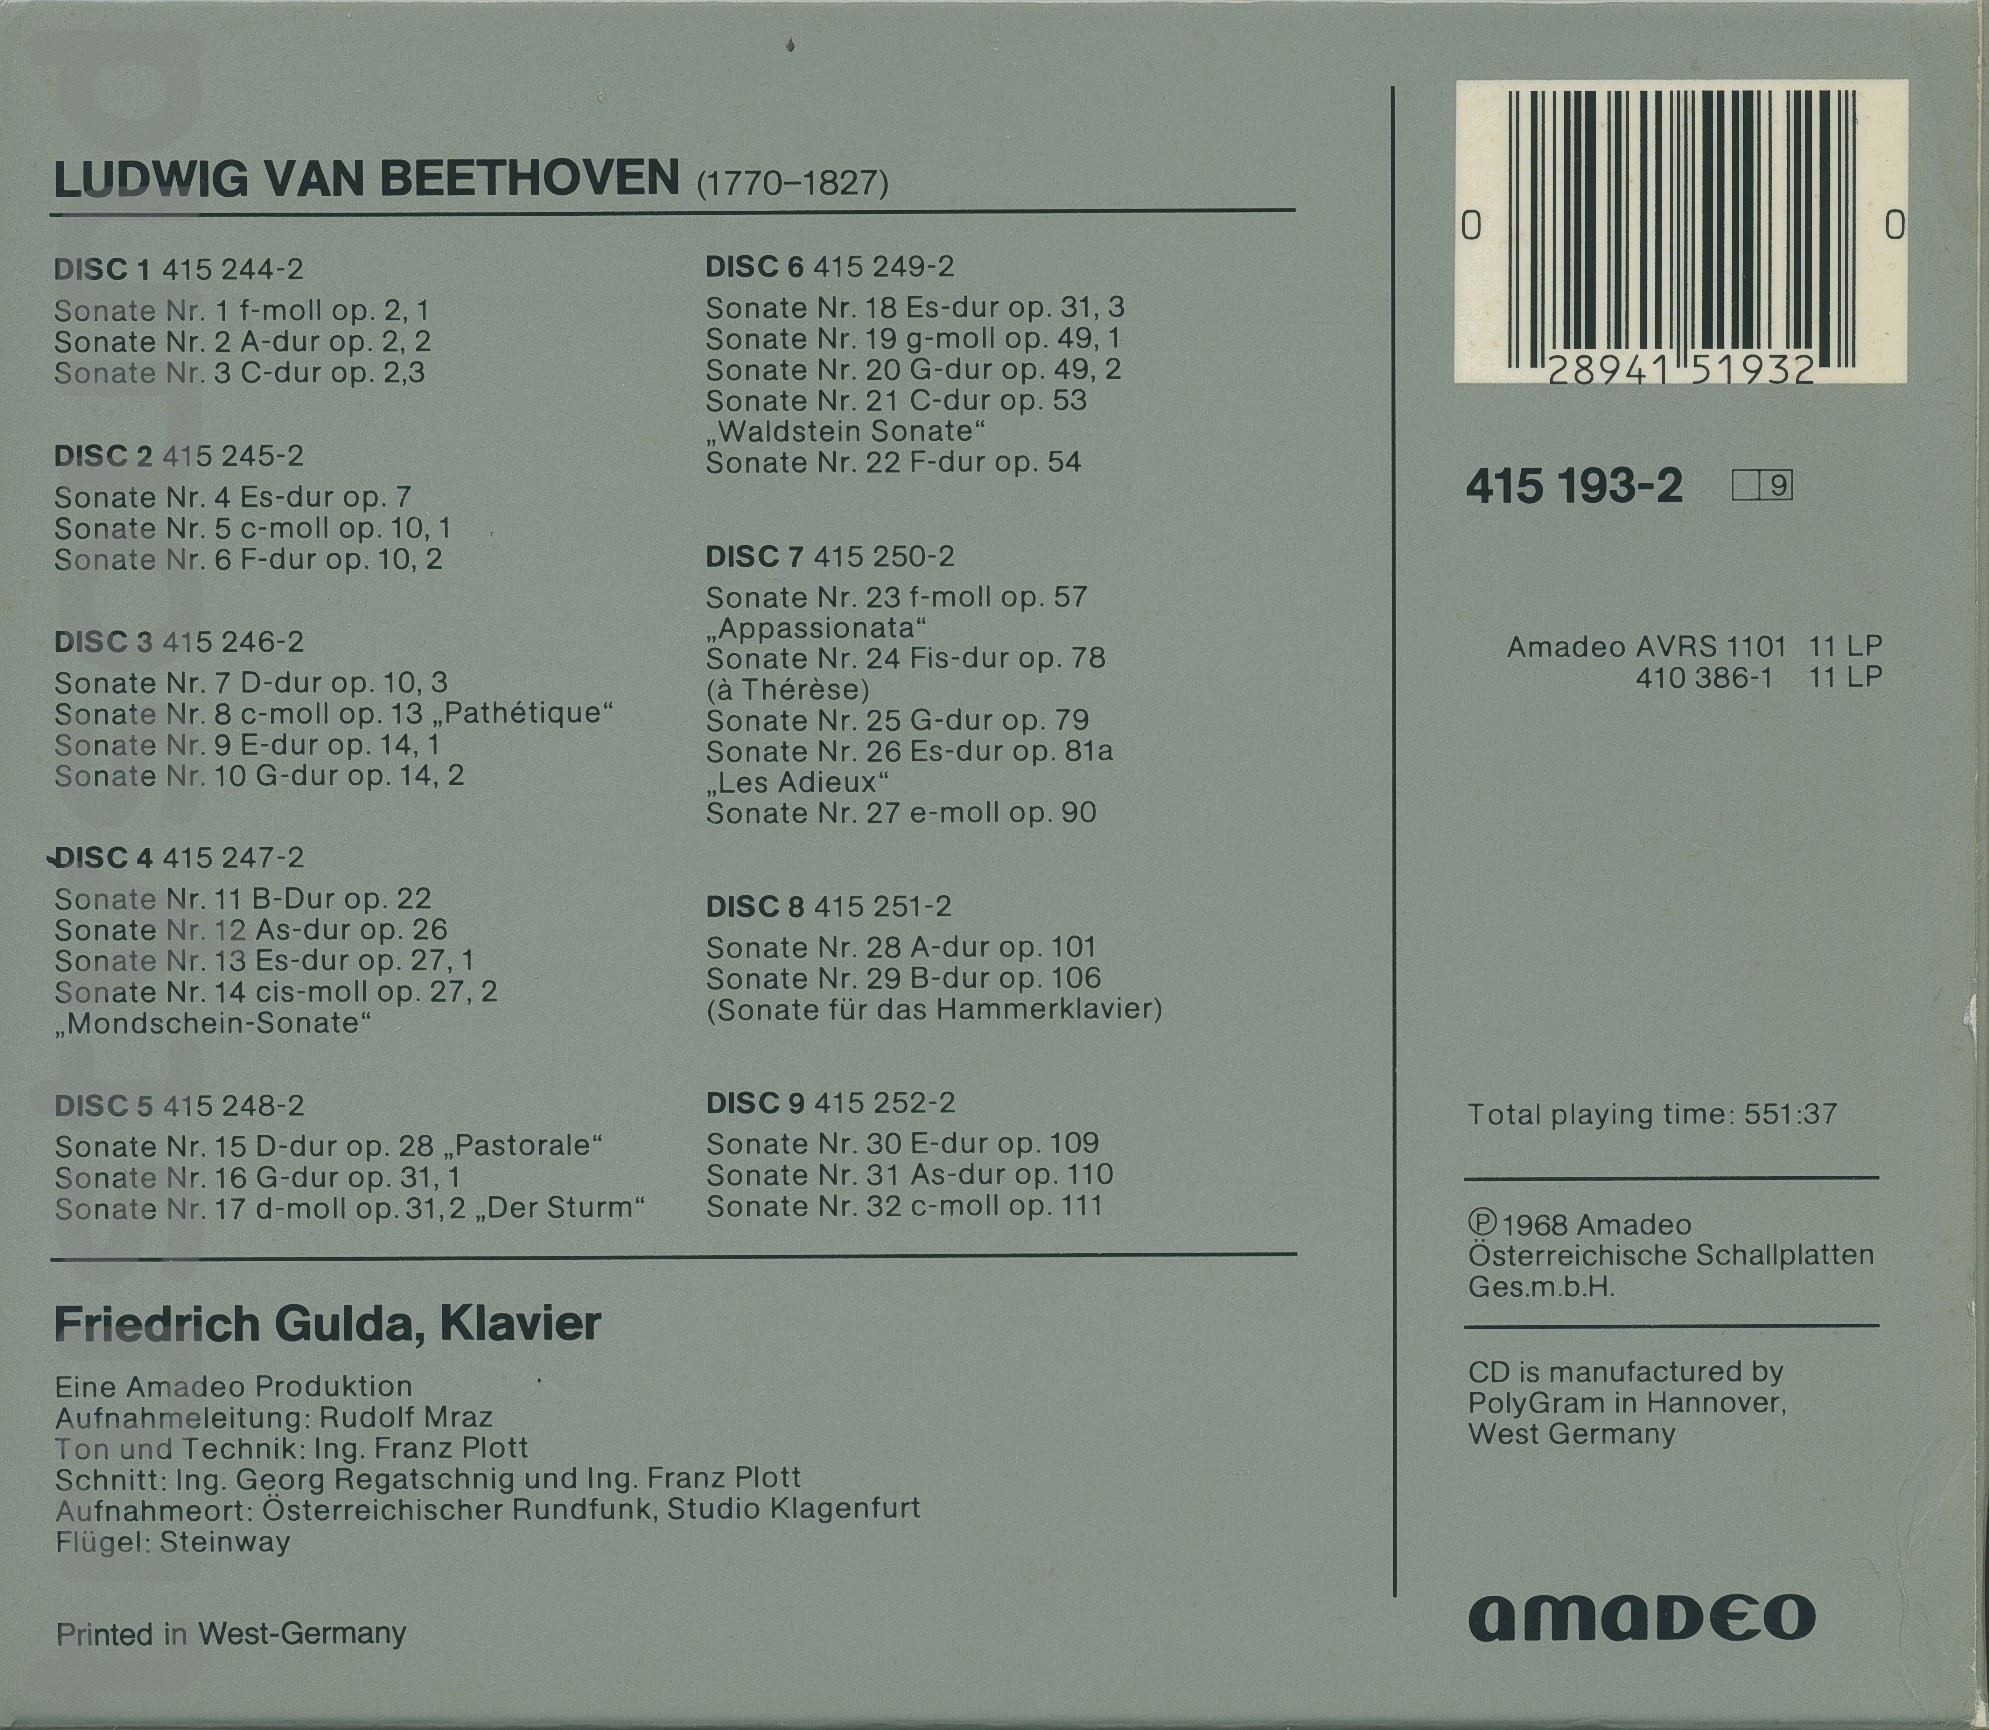 LUDWIG VAN BEETHOVEN (1770–1827)
DISC 1 415 244-2
Sonate Nr. 1 f-moll op. 2, 1
Sonate Nr. 2 A-dur op. 2, 2
Sonate Nr. 3 C-dur op. 2,3
DISC 2 415 245-2
Sonate Nr. 4 Es-dur op. 7
Sonate Nr. 5 c-moll op. 10, 1
Sonate Nr. 6 F-dur op. 10, 2
DISC 3 415 246-2
Sonate Nr. 7 D-dur op. 10, 3
Sonate Nr. 8 c-moll op. 13 „Pathétique“
Sonate Nr. 9 E-dur op. 14, 1
Sonate Nr. 10 G-dur op. 14, 2
DISC 4 415 247-2
Sonate Nr. 11 B-Dur op. 22
Sonate Nr. 12 As-dur op. 26
Sonate Nr. 13 Es-dur op. 27, 1
Sonate Nr. 14 cis-moll op. 27, 2
„Mondschein-Sonate“
DISC 5 415 248-2
Sonate Nr. 15 D-dur op. 28 „Pastorale“
Sonate Nr. 16 G-dur op. 31, 1
Sonate Nr. 17 d-moll op. 31,2 „Der Sturm“
DISC 6 415 249-2
Sonate Nr. 18 Es-dur op. 31, 3
Sonate Nr. 19 g-moll op. 49, 1
Sonate Nr. 20 G-dur op. 49, 2
Sonate Nr. 21 C-dur op. 53
„Waldstein Sonate“
Sonate Nr. 22 F-dur op. 54
DISC 7 415 250-2
Sonate Nr. 23 f-moll op. 57
„Appassionata“
Sonate Nr. 24 Fis-dur op. 78
(à Thérèse)
Sonate Nr. 25 G-dur op. 79
Sonate Nr. 26 Es-dur op. 81a
„Les Adieux“
Sonate Nr. 27 e-moll op. 90
DISC 8 415 251-2
Sonate Nr. 28 A-dur op. 101
Sonate Nr. 29 B-dur op. 106
(Sonate für das Hammerklavier)
DISC 9 415 252-2
Sonate Nr. 30 E-dur op. 109
Sonate Nr. 31 As-dur op. 110
Sonate Nr. 32 c-moll op. 111
Friedrich Gulda, Klavier
Eine Amadeo Produktion
Aufnahmeleitung: Rudolf Mraz
Ton und Technik: Ing. Franz Plott
Schnitt: Ing. Georg Regatschnig und Ing. Franz Plott
Aufnahmeort: Österreichischer Rundfunk, Studio Klagenfurt
Flügel: Steinway
Printed in West-Germany
0 28941 51932 0
415 193-2 9
Amadeo AVRS 1101 11 LP
410 386-1 11 LP
Total playing time: 551:37
Ⓟ 1968 Amadeo
Österreichische Schallplatten
Ges.m.b.H.
CD is manufactured by
PolyGram in Hannover,
West Germany
amadeo